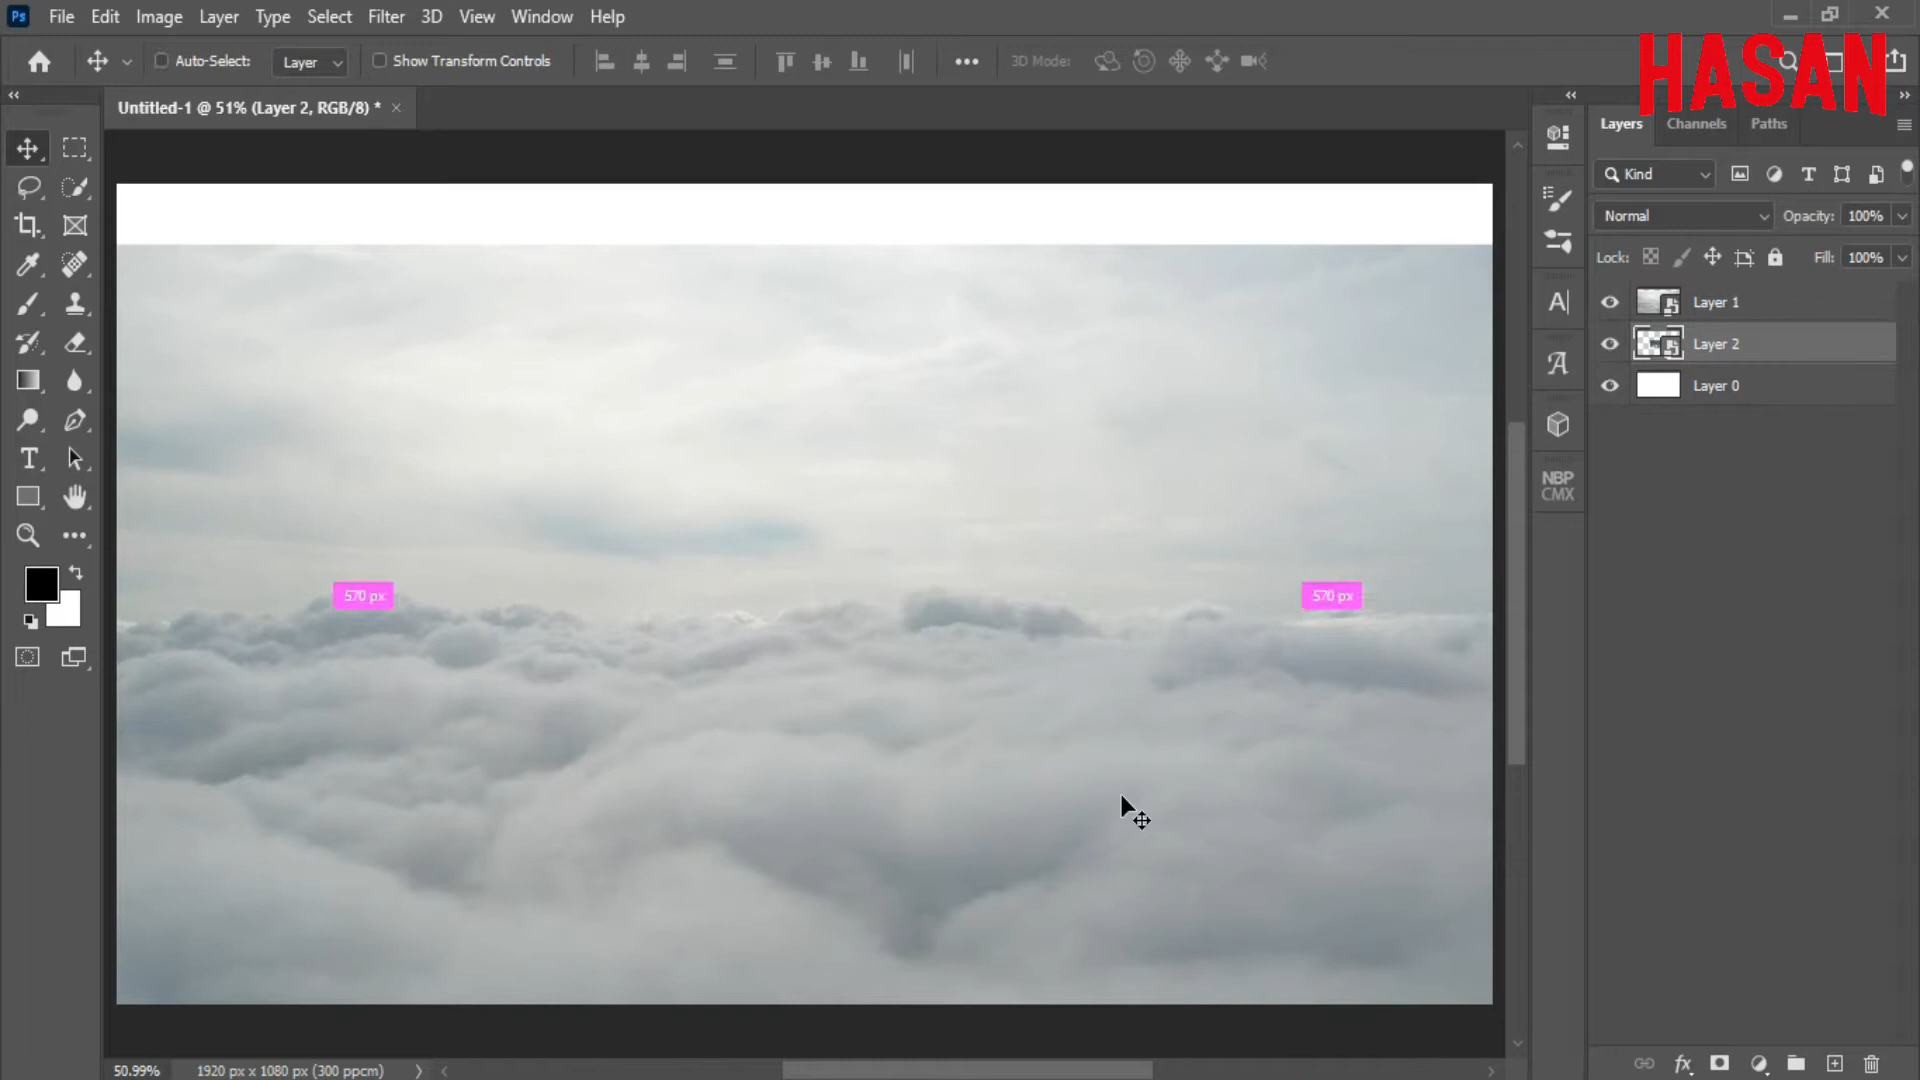 Ps File Edit Image Layer Type Select Filter 3D View Window Help
Auto-Select: Layer Show Transform Controls 3D Mode:
HASAN
Untitled-1 @ 51% (Layer 2, RGB/8) *
Layers Channels Paths
Kind
Normal Opacity: 100%
Lock: Fill: 100%
Layer 1
Layer 2
Layer 0
NBP
CMX
570 px 570 px
50.99% 1920 px x 1080 px (300 ppcm)